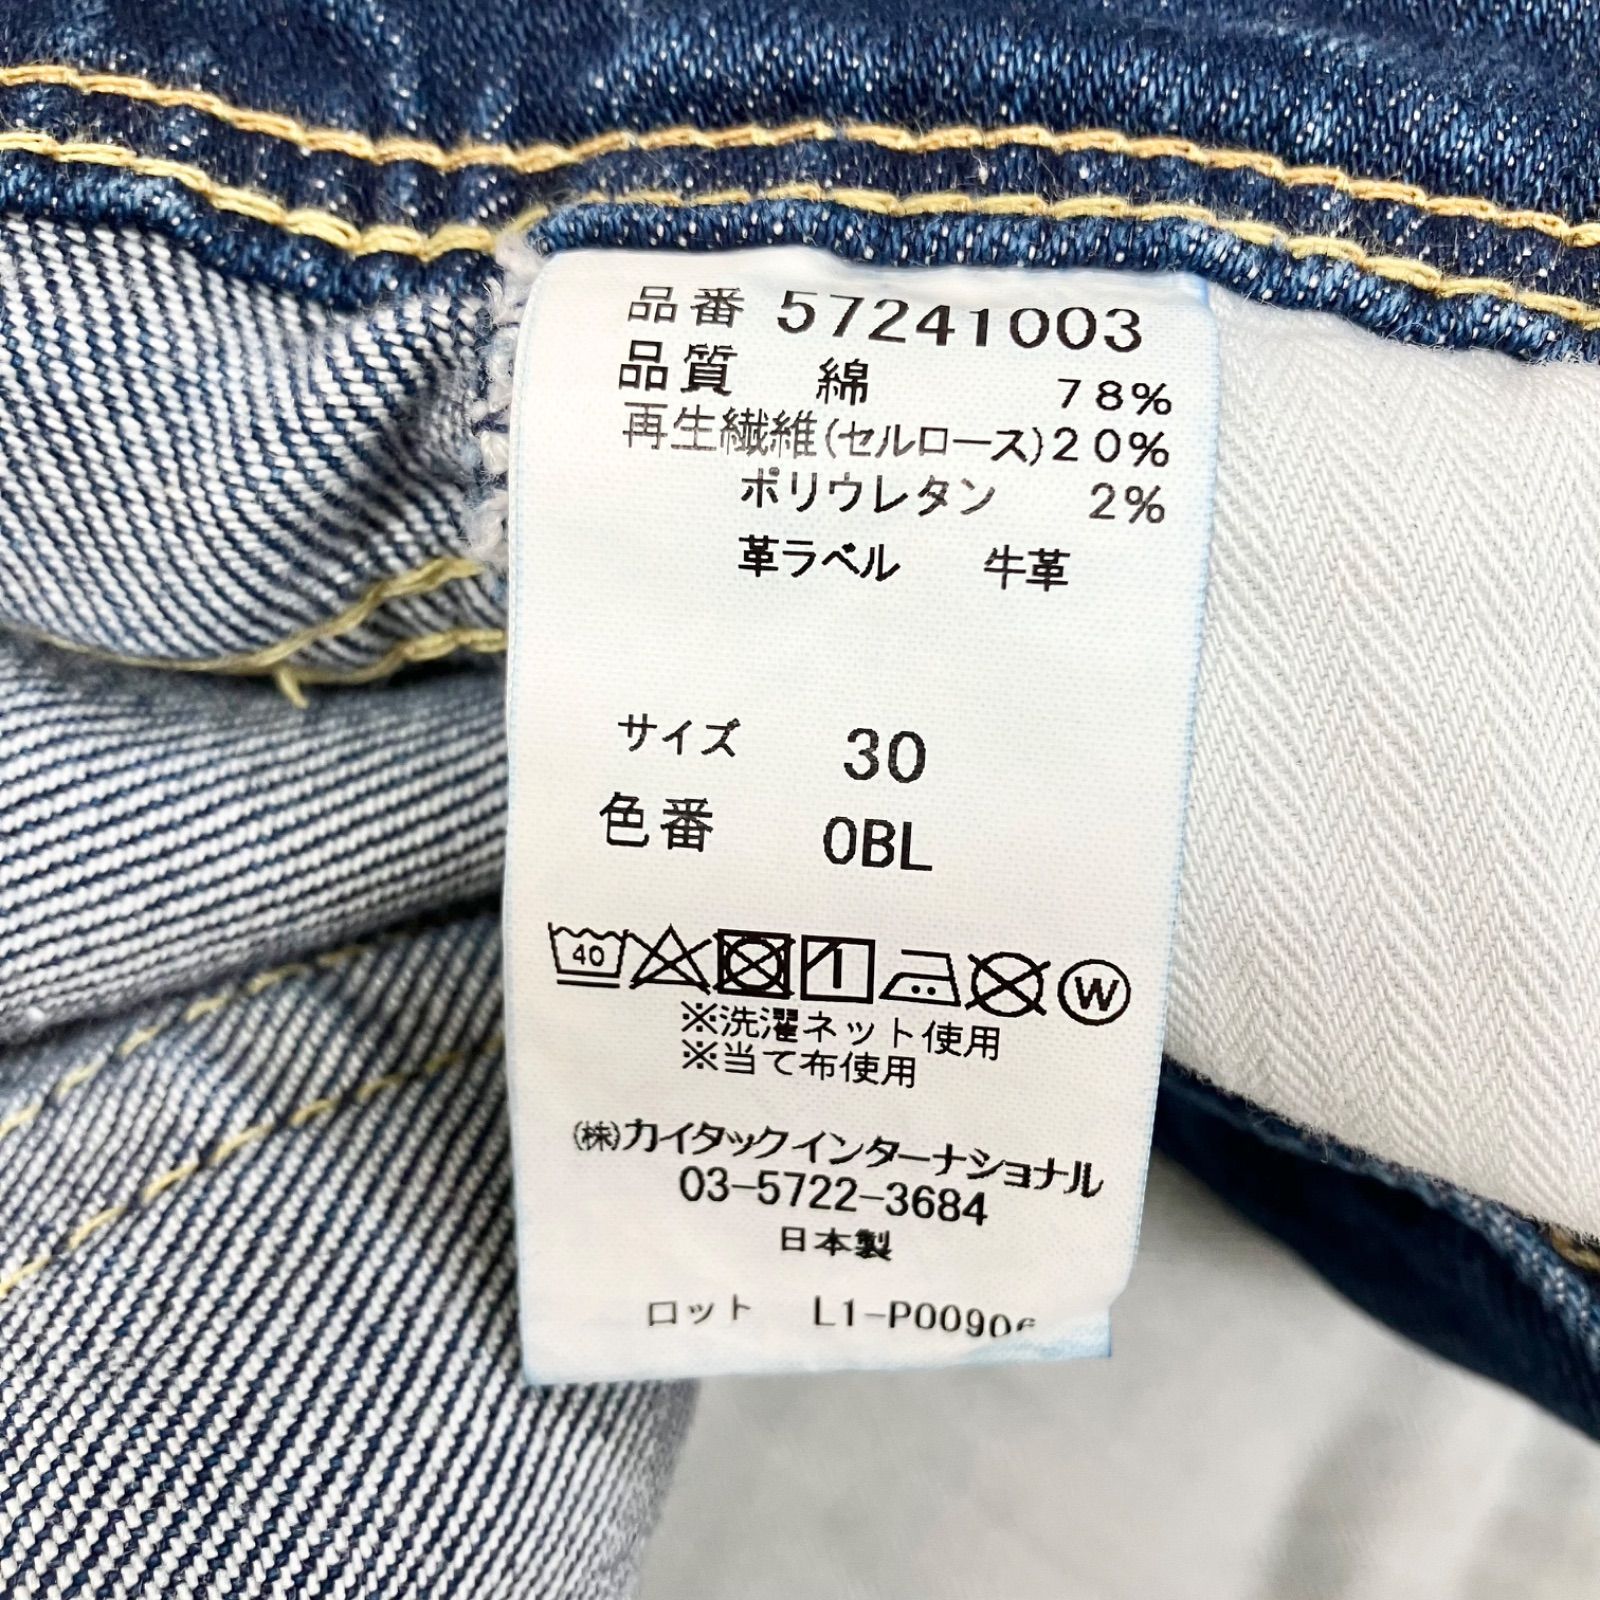 品番 57241003
品質 綿 78%
再生繊維(セルロース)20%
ポリウレタン 2%
革ラベル 牛革
サイズ 30
色番 0BL
40
W
※洗濯ネット使用
※当て布使用
(株)カイタックインターナショナル
03-5722-3684
日本製
ロット L1-P00906